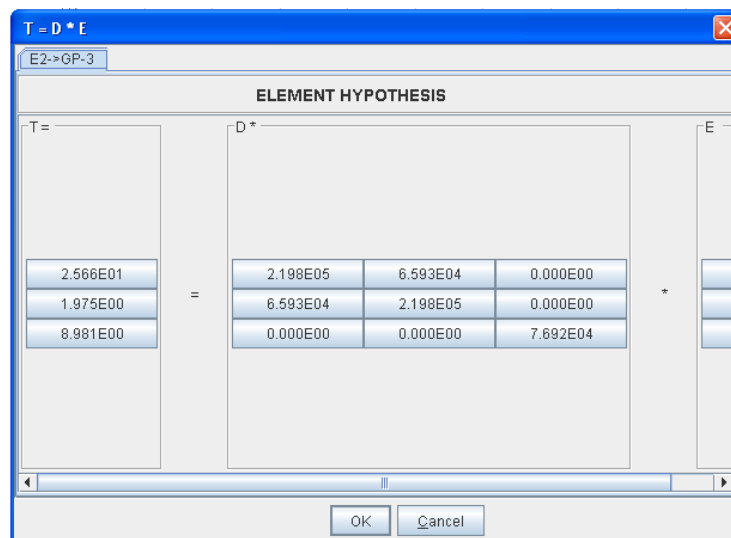 T = D * E
E2->GP-3
ELEMENT HYPOTHESIS
T = D * E
2.566E01 2.198E05 6.593E04 0.000E00
1.975E00 = 6.593E04 2.198E05 0.000E00 *
8.981E00 0.000E00 0.000E00 7.692E04
OK Cancel